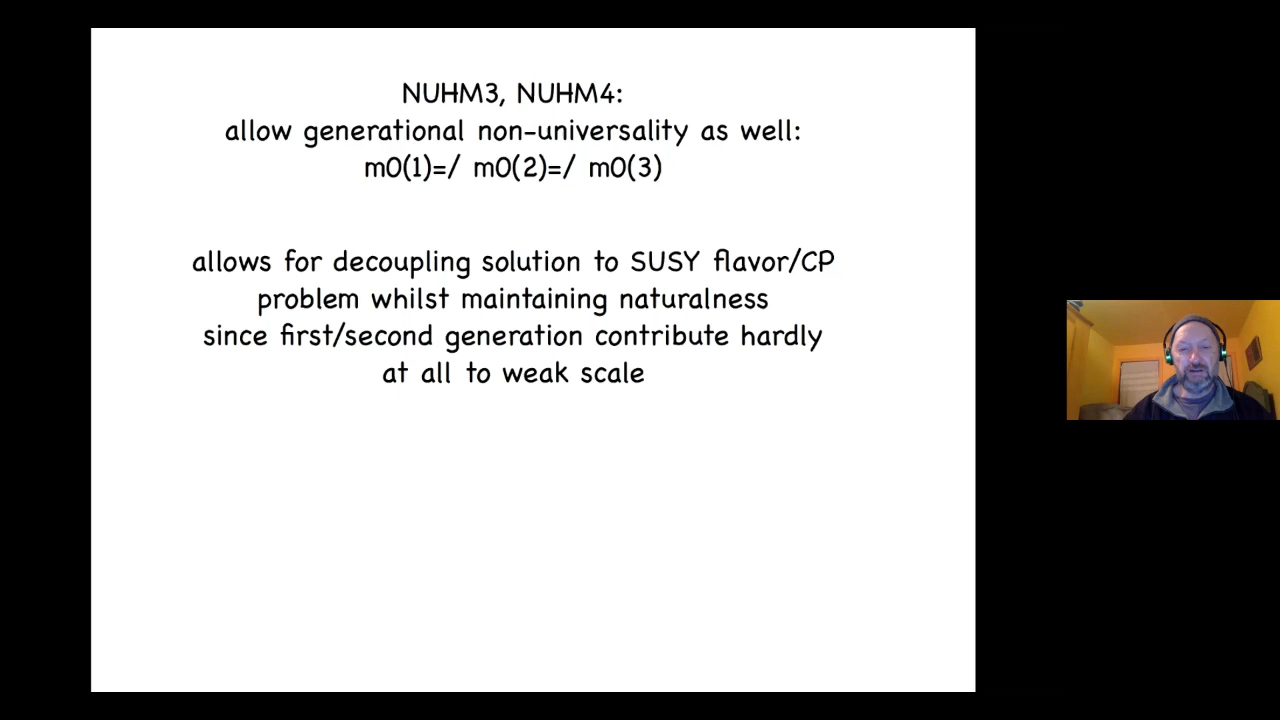 NUHM3, NUHM4:
allow generational non-universality as well:
m0(1)=/ m0(2)=/ m0(3)
allows for decoupling solution to SUSY flavor/CP
problem whilst maintaining naturalness
since first/second generation contribute hardly
at all to weak scale